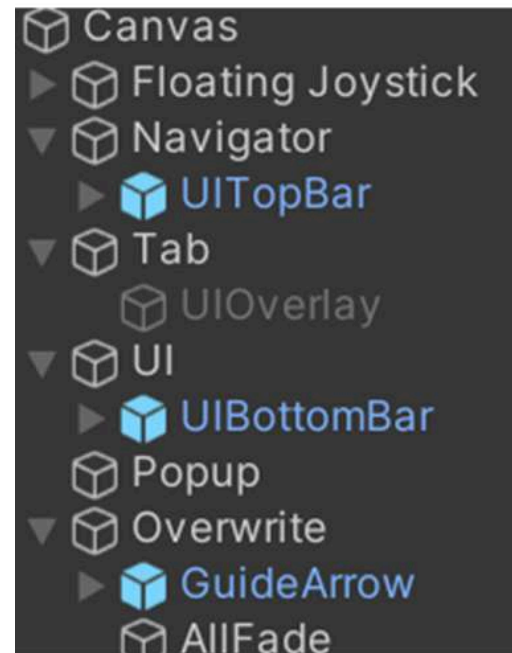 Canvas
Floating Joystick
Navigator
UITopBar
Tab
UIOverlay
UI
UIBottomBar
Popup
Overwrite
GuideArrow
AllFade